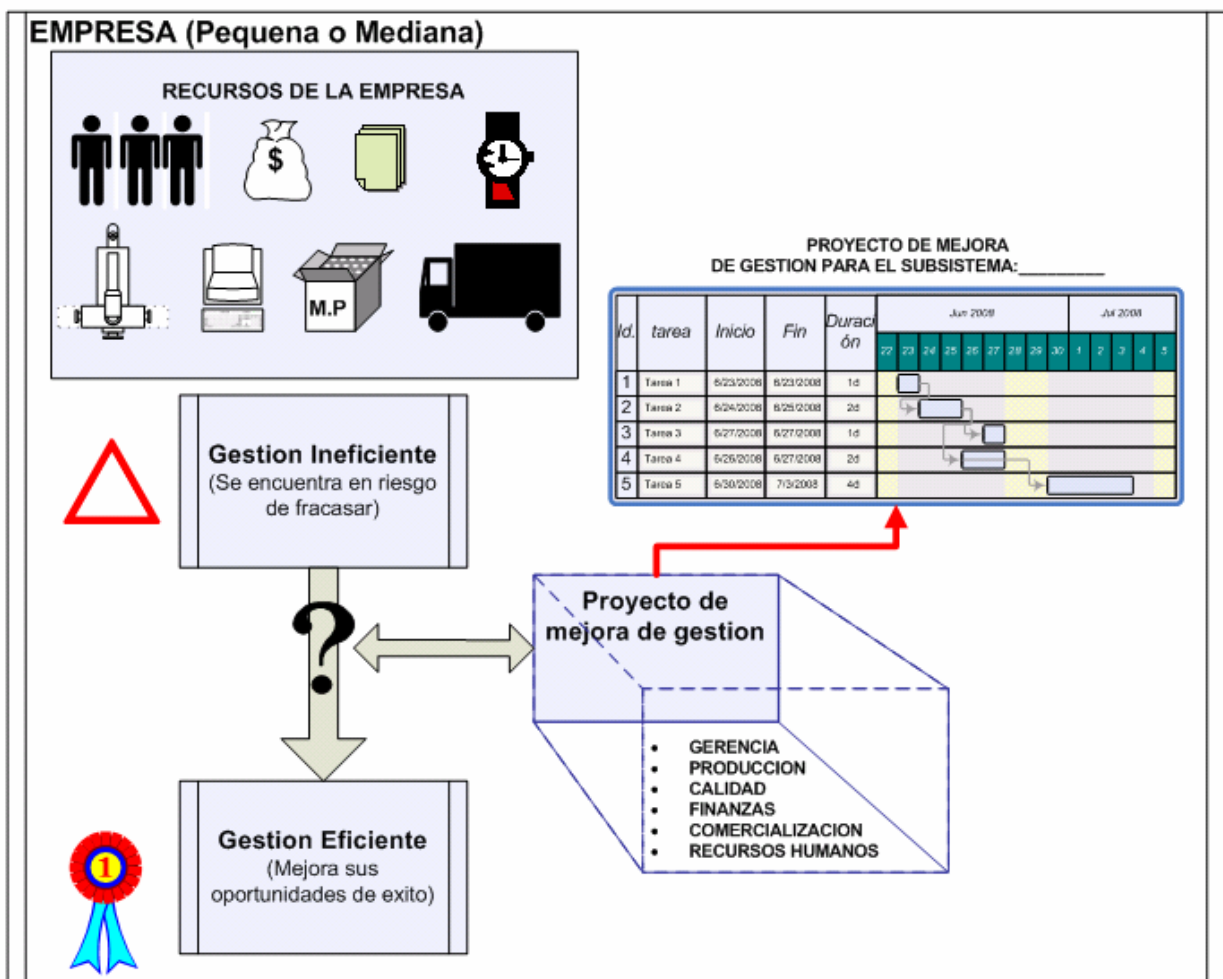 EMPRESA (Pequena o Mediana)
RECURSOS DE LA EMPRESA
$
M.P
PROYECTO DE MEJORA
DE GESTION PARA EL SUBSISTEMA:_________
Id. tarea Inicio Fin Duraci
ón
Jun 2008 Jul 2008
22 23 24 25 26 27 28 29 30 1 2 3 4 5
1 Tarea 1 6/23/2008 6/23/2008 1d
2 Tarea 2 6/24/2008 6/25/2008 2d
3 Tarea 3 6/27/2008 6/27/2008 1d
4 Tarea 4 6/26/2008 6/27/2008 2d
5 Tarea 5 6/30/2008 7/3/2008 4d
Gestion Ineficiente
(Se encuentra en riesgo
de fracasar)
?
Proyecto de
mejora de gestion
• GERENCIA
• PRODUCCION
• CALIDAD
• FINANZAS
• COMERCIALIZACION
• RECURSOS HUMANOS
Gestion Eficiente
(Mejora sus
oportunidades de exito)
1